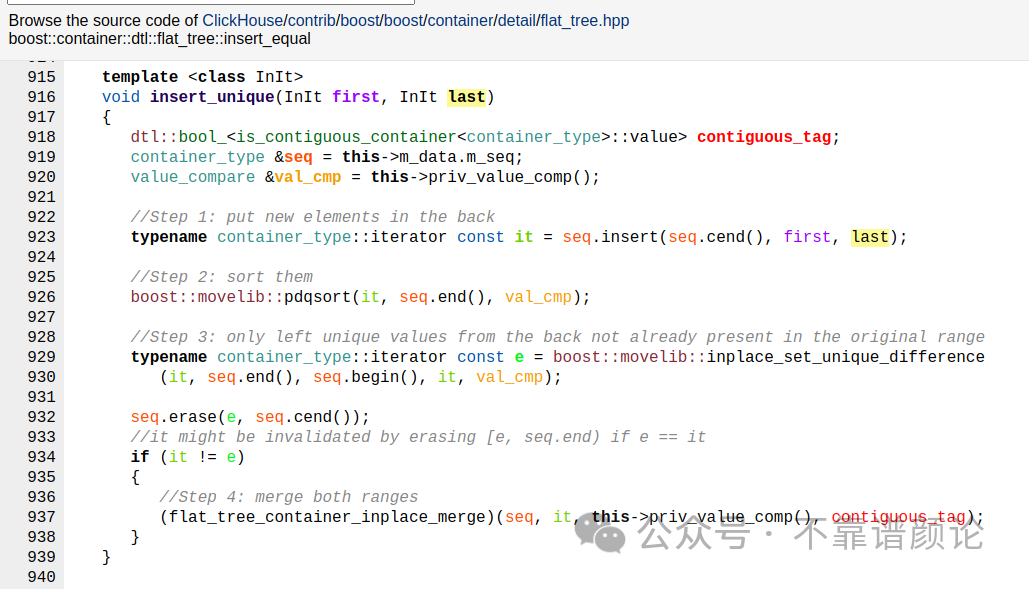 Browse the source code of ClickHouse/contrib/boost/boost/container/detail/flat_tree.hpp
boost::container::dtl::flat_tree::insert_equal
915 template <class InIt>
916 void insert_unique(InIt first, InIt last)
917 {
918 dtl::bool_<is_contiguous_container<container_type>::value> contiguous_tag;
919 container_type &seq = this->m_data.m_seq;
920 value_compare &val_cmp = this->priv_value_comp();
921
922 //Step 1: put new elements in the back
923 typename container_type::iterator const it = seq.insert(seq.cend(), first, last);
924
925 //Step 2: sort them
926 boost::movelib::pdqsort(it, seq.end(), val_cmp);
927
928 //Step 3: only left unique values from the back not already present in the original range
929 typename container_type::iterator const e = boost::movelib::inplace_set_unique_difference
930 (it, seq.end(), seq.begin(), it, val_cmp);
931
932 seq.erase(e, seq.cend());
933 //it might be invalidated by erasing [e, seq.end) if e == it
934 if (it != e)
935 {
936 //Step 4: merge both ranges
937 (flat_tree_container_inplace_merge)(seq, it, this->priv_value_comp(), contiguous_tag);
938 }
939 }
940
公众号 · 不靠谱颜论